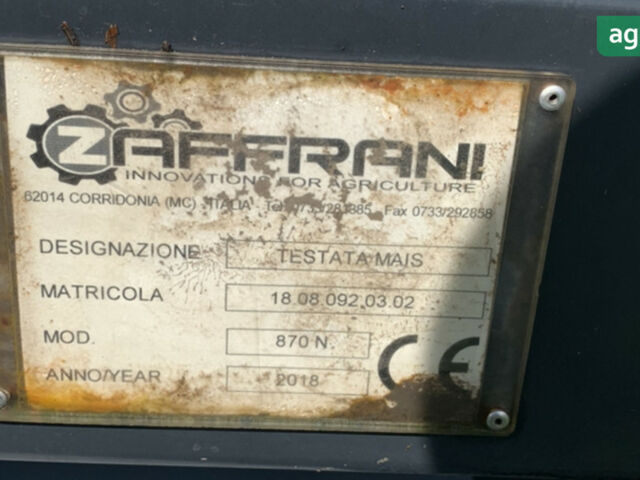 ag
ZAFFRANI
INNOVATIONS FOR AGRICULTURE
62014 CORRIDONIA (MC) ITALIA Tel. Fax 0733/292858
DESIGNAZIONE TESTATA MAIS
MATRICOLA 18.08.092.03.02
MOD. 870 N.
ANNO/YEAR 2018
CE